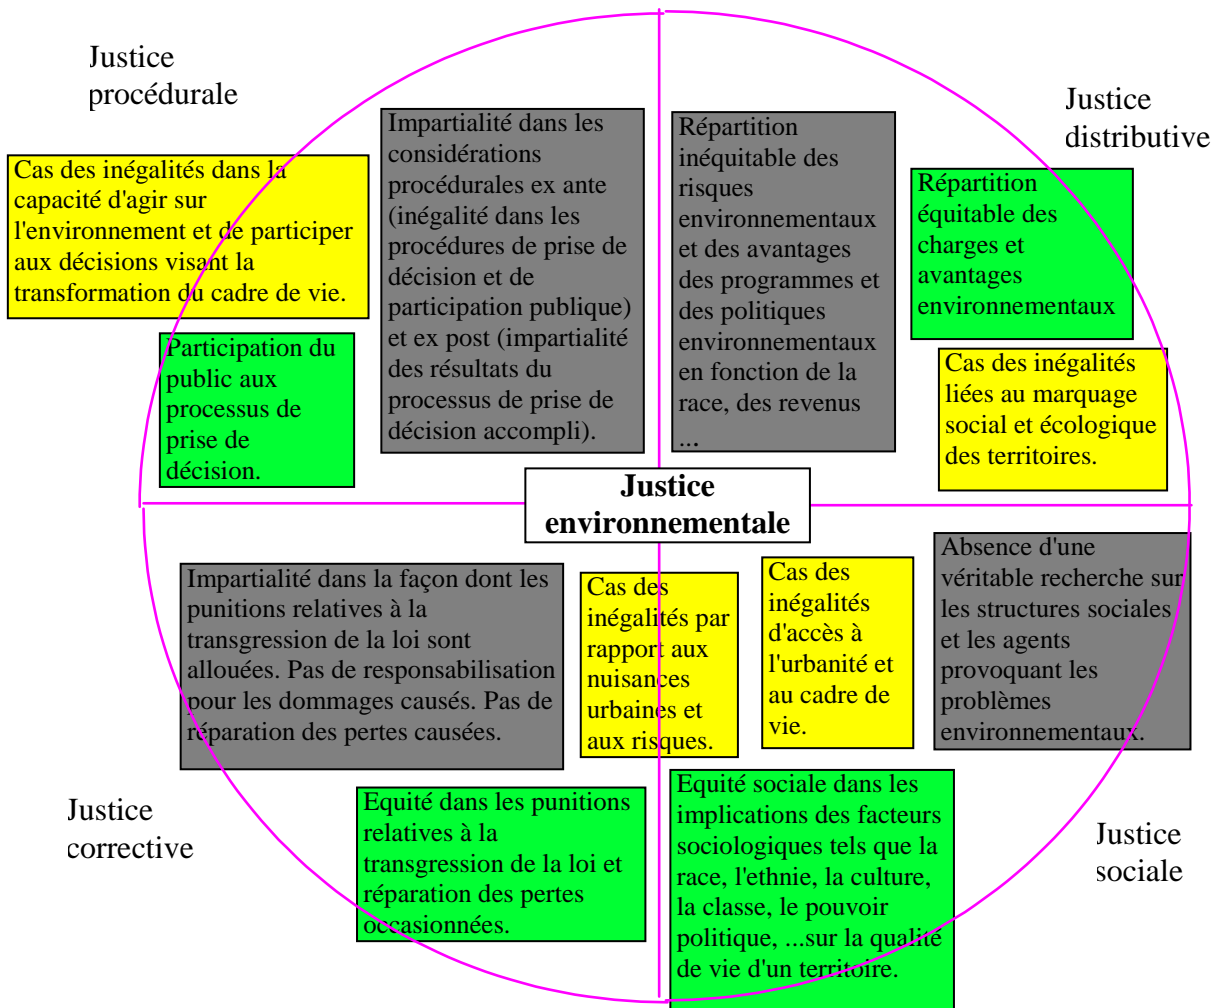 Justice
procédurale
Cas des inégalités dans la
capacité d'agir sur
l'environnement et de participer
aux décisions visant la
transformation du cadre de vie.
Participation du
public aux
processus de
prise de
décision.
Impartialité dans les
considérations
procédurales ex ante
(inégalité dans les
procédures de prise de
décision et de
participation publique)
et ex post (impartialité
des résultats du
processus de prise de
décision accompli).
Répartition
inéquitable des
risques
environnementaux
et des avantages
des programmes et
des politiques
environnementaux
en fonction de la
race, des revenus
...
Justice
distributive
Répartition
équitable des
charges et
avantages
environnementaux
Cas des inégalités
liées au marquage
social et écologique
des territoires.
Justice
environnementale
Impartialité dans la façon dont les
punitions relatives à la
transgression de la loi sont
allouées. Pas de responsabilisation
pour les dommages causés. Pas de
réparation des pertes causées.
Cas des
inégalités par
rapport aux
nuisances
urbaines et
aux risques.
Cas des
inégalités
d'accès à
l'urbanité et
au cadre de
vie.
Absence d'une
véritable recherche sur
les structures sociales
et les agents
provoquant les
problèmes
environnementaux.
Justice
corrective
Equité dans les punitions
relatives à la
transgression de la loi et
réparation des pertes
occasionnées.
Equité sociale dans les
implications des facteurs
sociologiques tels que la
race, l'ethnie, la culture,
la classe, le pouvoir
politique, ...sur la qualité
de vie d'un territoire.
Justice
sociale